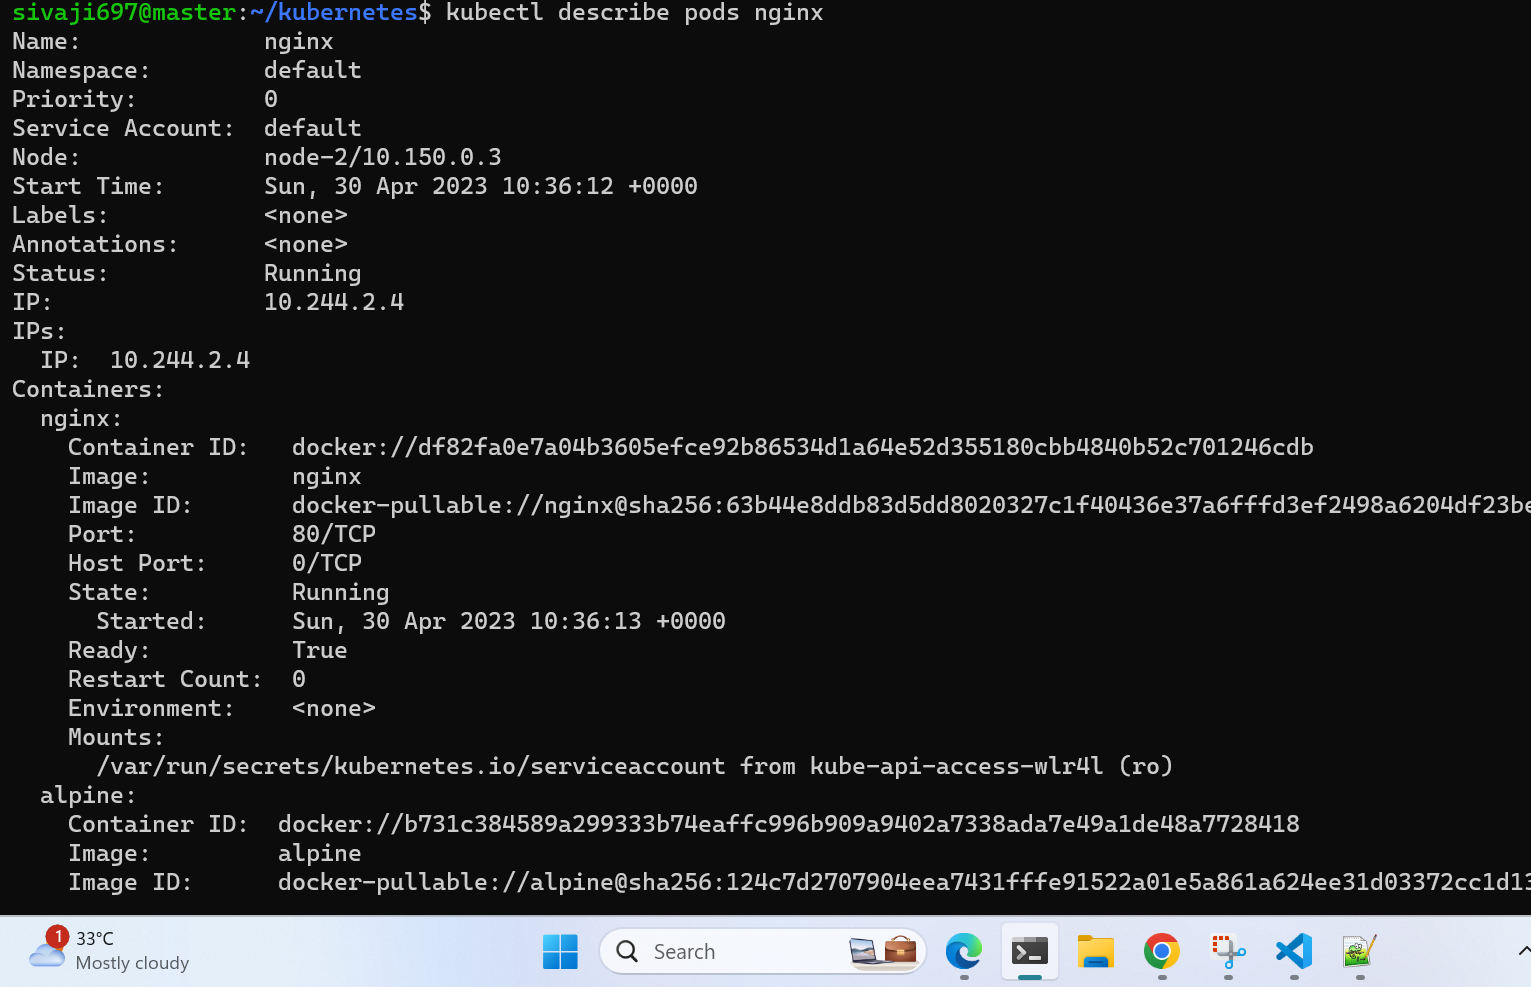 sivaji697@master:~/kubernetes$ kubectl describe pods nginx
Name:             nginx
Namespace:        default
Priority:         0
Service Account:  default
Node:             node-2/10.150.0.3
Start Time:       Sun, 30 Apr 2023 10:36:12 +0000
Labels:           <none>
Annotations:      <none>
Status:           Running
IP:               10.244.2.4
IPs:
  IP:  10.244.2.4
Containers:
  nginx:
    Container ID:   docker://df82fa0e7a04b3605efce92b86534d1a64e52d355180cbb4840b52c701246cdb
    Image:          nginx
    Image ID:       docker-pullable://nginx@sha256:63b44e8ddb83d5dd8020327c1f40436e37a6fffd3ef2498a6204df23be
    Port:           80/TCP
    Host Port:      0/TCP
    State:          Running
      Started:      Sun, 30 Apr 2023 10:36:13 +0000
    Ready:          True
    Restart Count:  0
    Environment:    <none>
    Mounts:
      /var/run/secrets/kubernetes.io/serviceaccount from kube-api-access-wlr4l (ro)
  alpine:
    Container ID:  docker://b731c384589a299333b74eaffc996b909a9402a7338ada7e49a1de48a7728418
    Image:         alpine
    Image ID:      docker-pullable://alpine@sha256:124c7d2707904eea7431fffe91522a01e5a861a624ee31d03372cc1d13
1
33°C
Mostly cloudy
Search